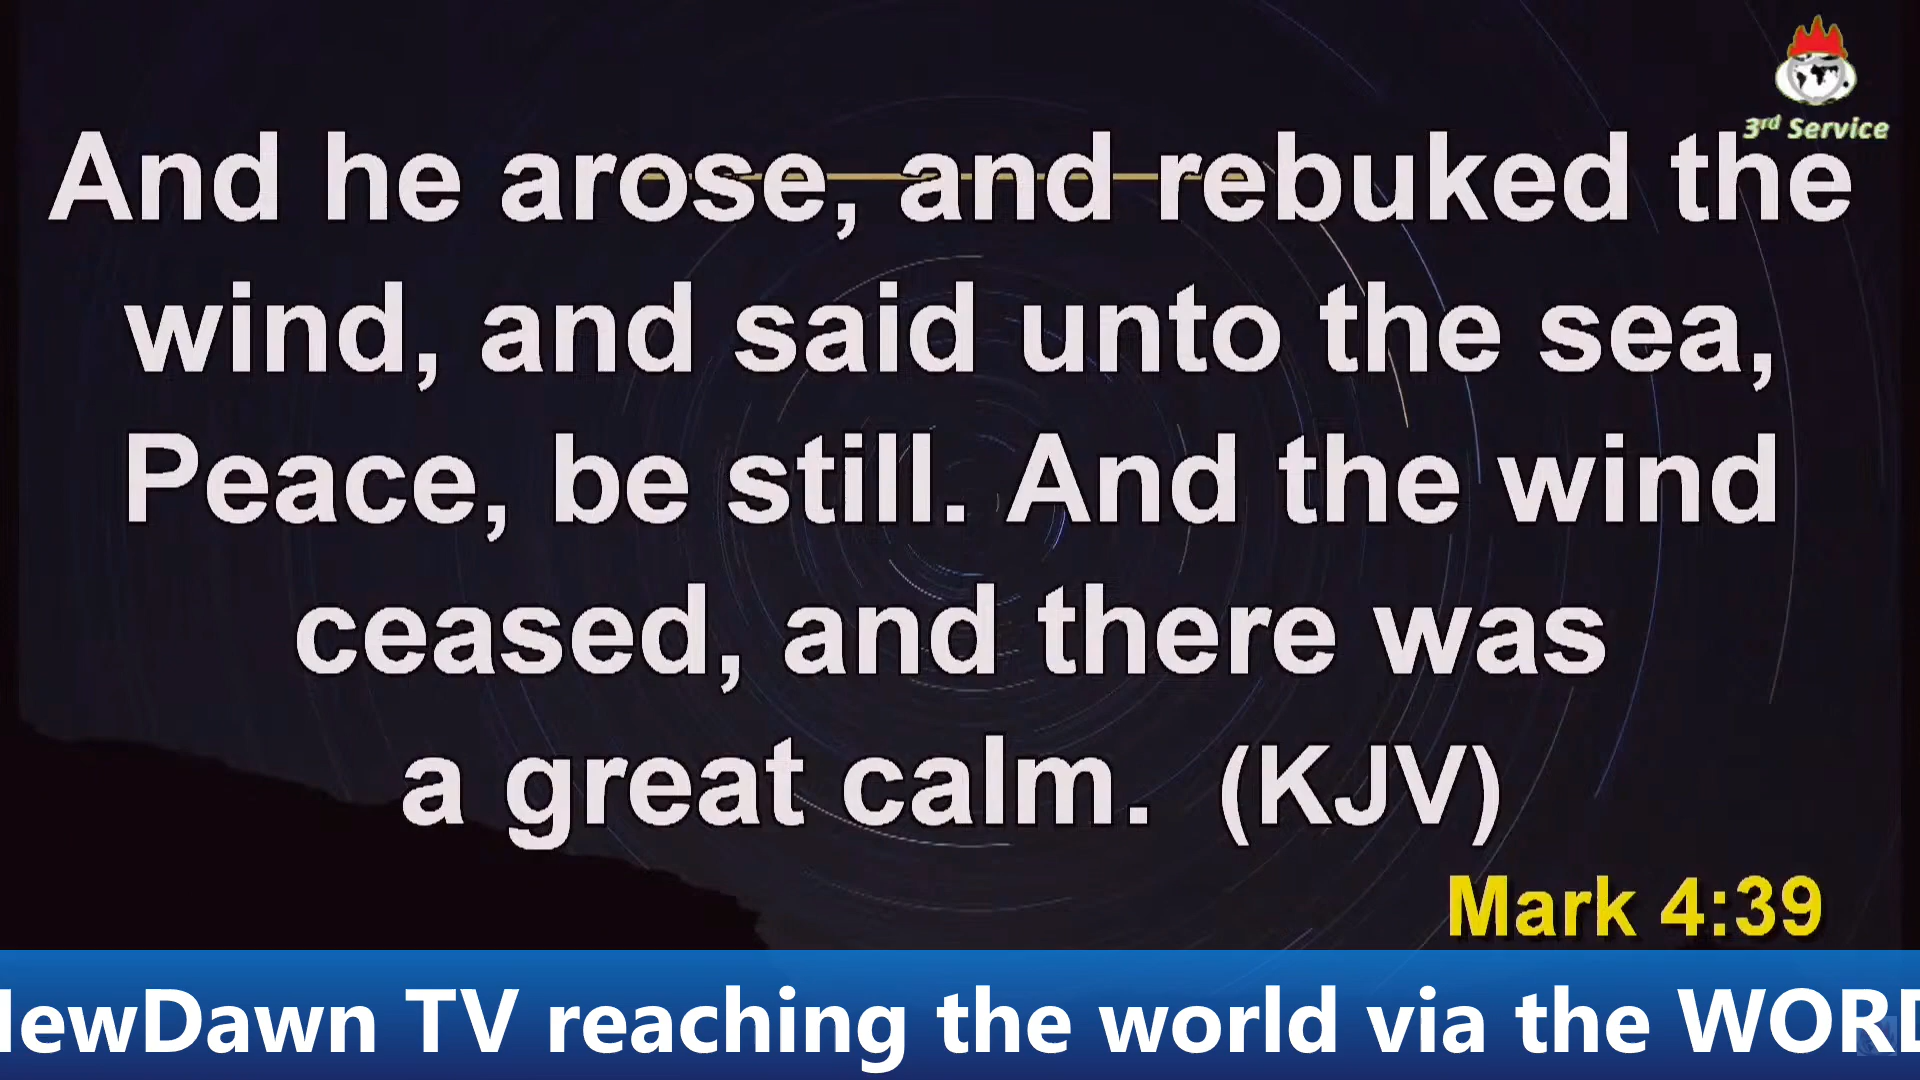 3rd Service
And he arose, and rebuked the
wind, and said unto the sea,
Peace, be still. And the wind
ceased, and there was
a great calm. (KJV)
Mark 4:39
NewDawn TV reaching the world via the WORD